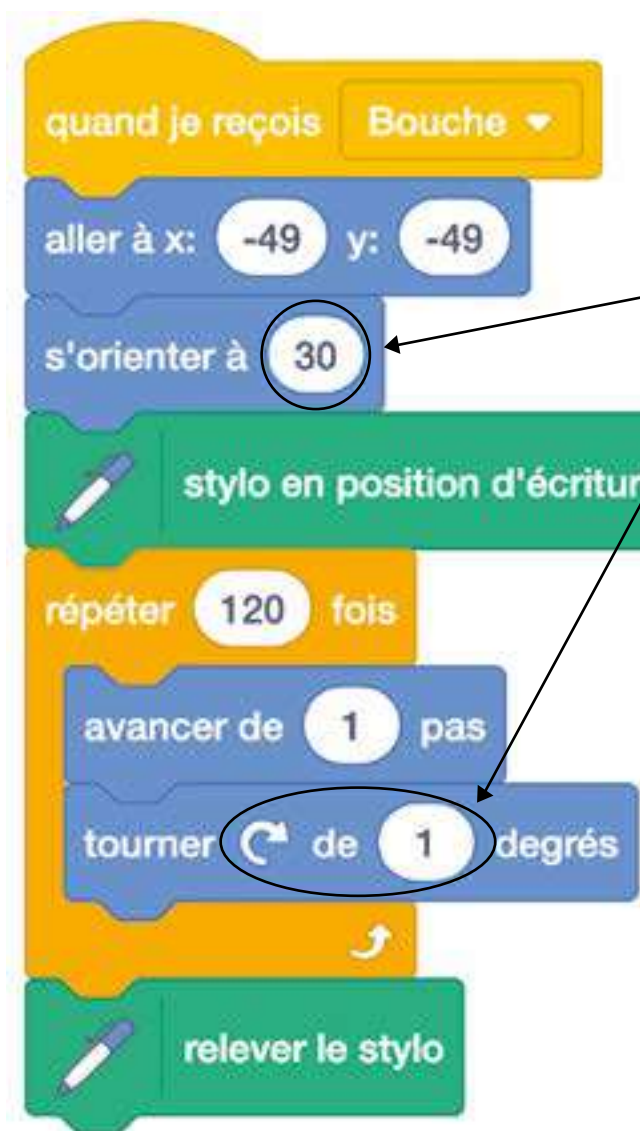 quand je reçois Bouche
aller à x: -49 y: -49
s'orienter à 30
stylo en position d'écritur
répéter 120 fois
avancer de 1 pas
tourner de 1 degrés
relever le stylo